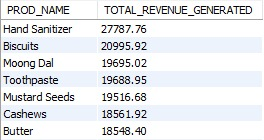 PROD_NAME TOTAL_REVENUE_GENERATED
Hand Sanitizer 27787.76
Biscuits 20995.92
Moong Dal 19695.02
Toothpaste 19688.95
Mustard Seeds 19516.68
Cashews 18561.92
Butter 18548.40